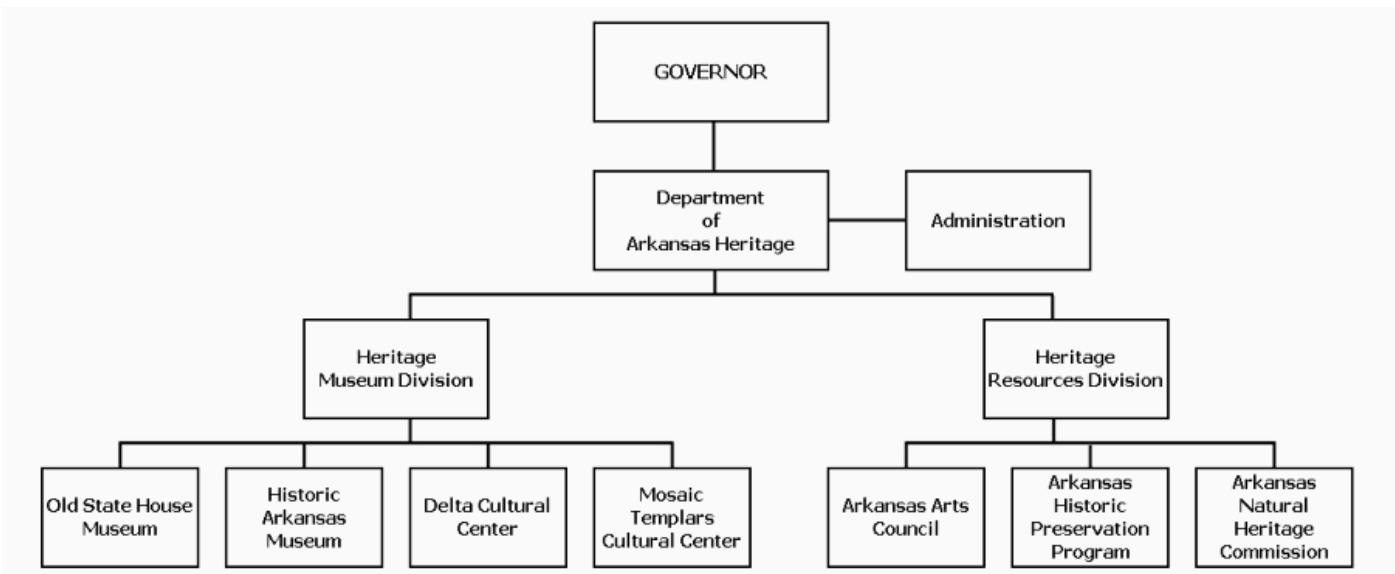 GOVERNOR
Department
of
Arkansas Heritage
Administration
Heritage
Museum Division
Heritage
Resources Division
Old State House
Museum
Historic
Arkansas
Museum
Delta Cultural
Center
Mosaic
Templars
Cultural Center
Arkansas Arts
Council
Arkansas
Historic
Preservation
Program
Arkansas
Natural
Heritage
Commission